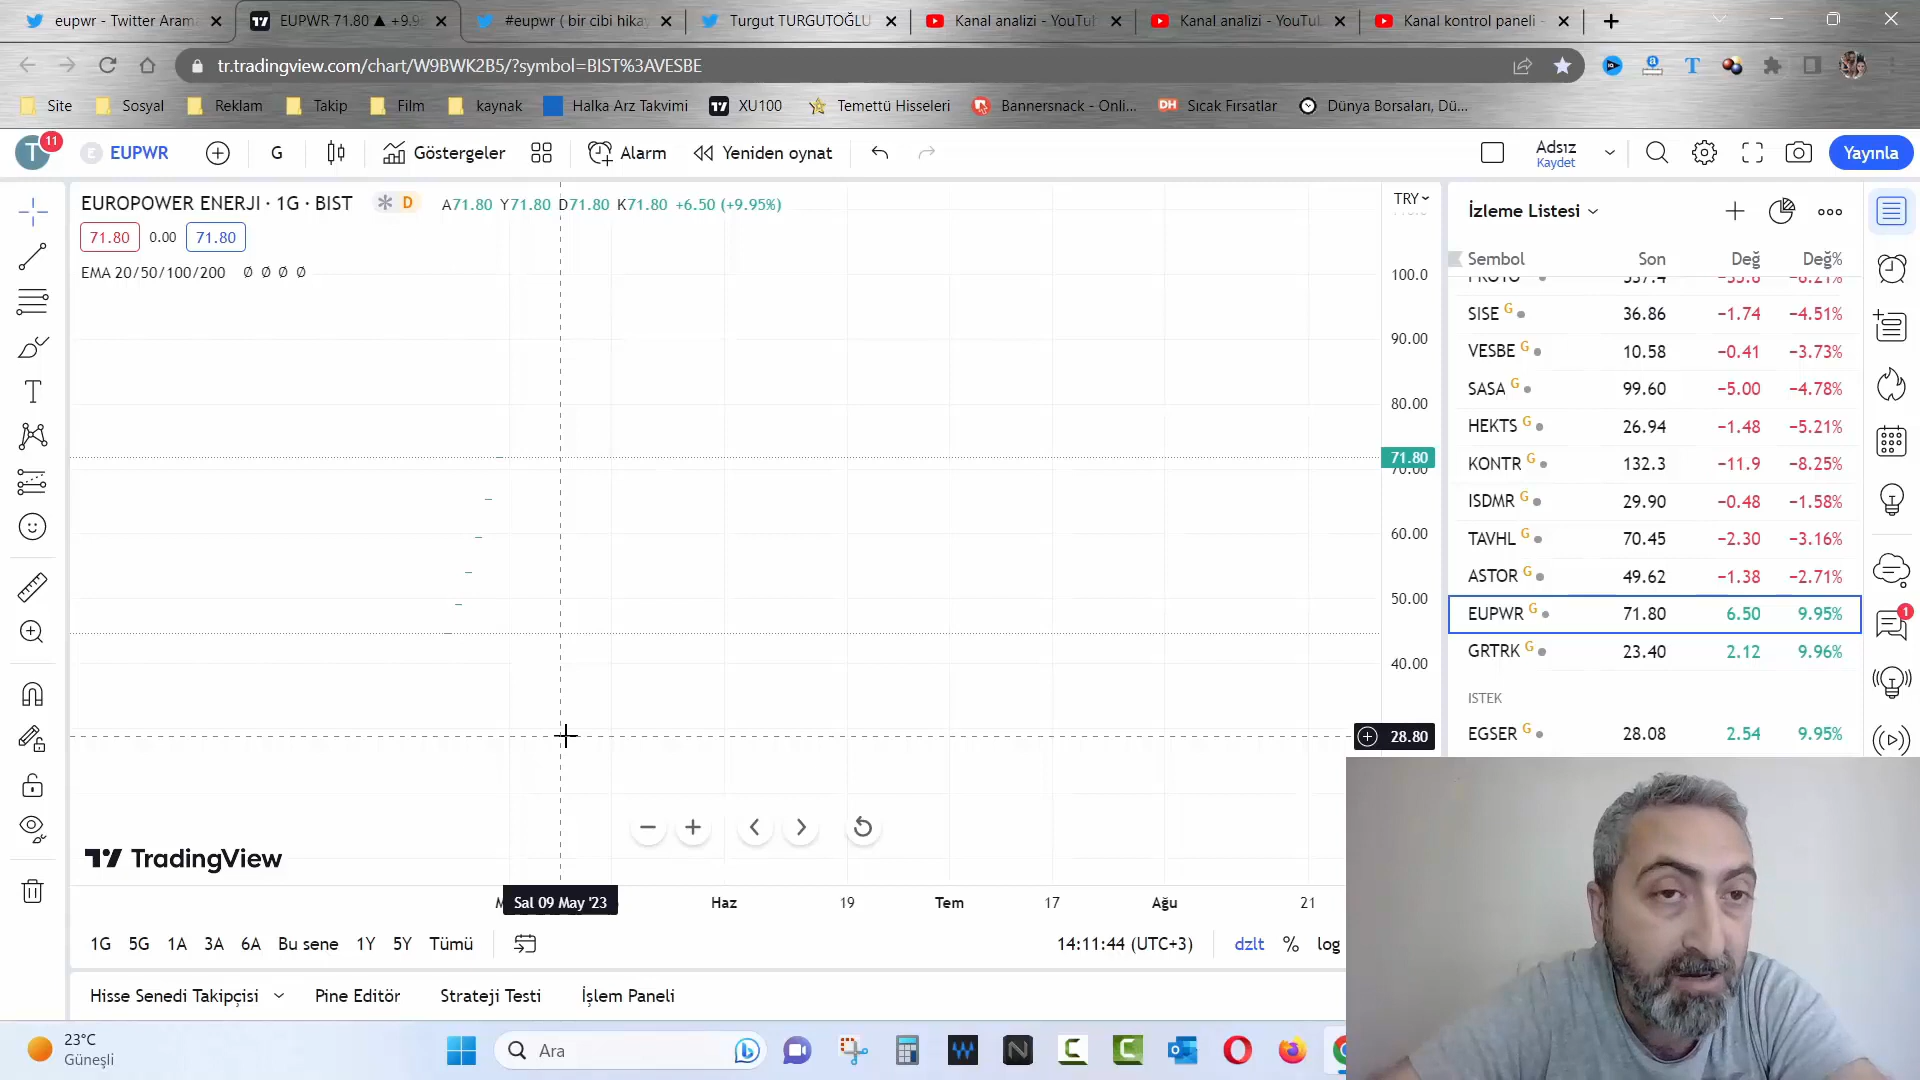 eupwr - Twitter Arama
EUPWR 71.80 ▲ +9.9
#eupwr ( bir cibi hika
Turgut TURGUTOĞLU
Kanal analizi - YouTu
Kanal analizi - YouTu
Kanal kontrol paneli -
tr.tradingview.com/chart/W9BWK2B5/?symbol=BIST%3AVESBE
Site
Sosyal
Reklam
Takip
Film
kaynak
Halka Arz Takvimi
XU100
Temettü Hisseleri
Bannersnack - Onli...
DH
Sıcak Fırsatlar
Dünya Borsaları, Dü...
T
11
EUPWR
G
Göstergeler
Alarm
Yeniden oynat
Adsız
Kaydet
Yayınla
EUROPOWER ENERJI · 1G · BIST
D
A71.80 Y71.80 D71.80 K71.80 +6.50 (+9.95%)
71.80 0.00 71.80
EMA 20/50/100/200 Ø Ø Ø Ø
TRY
100.0
90.00
80.00
71.80
70.00
60.00
50.00
40.00
28.80
İzleme Listesi
Sembol Son Değ Değ%
SISE G 36.86 −1.74 −4.51%
VESBE G 10.58 −0.41 −3.73%
SASA G 99.60 −5.00 −4.78%
HEKTS G 26.94 −1.48 −5.21%
KONTR G 132.3 −11.9 −8.25%
ISDMR G 29.90 −0.48 −1.58%
TAVHL G 70.45 −2.30 −3.16%
ASTOR G 49.62 −1.38 −2.71%
EUPWR G 71.80 6.50 9.95%
GRTRK G 23.40 2.12 9.96%
ISTEK
EGSER G 28.08 2.54 9.95%
1
TradingView
Sal 09 May '23
Haz
19
Tem
17
Ağu
21
1G 5G 1A 3A 6A Bu sene 1Y 5Y Tümü
14:11:44 (UTC+3)
dzlt % log
Hisse Senedi Takipçisi
Pine Editör
Strateji Testi
İşlem Paneli
23°C
Güneşli
Ara